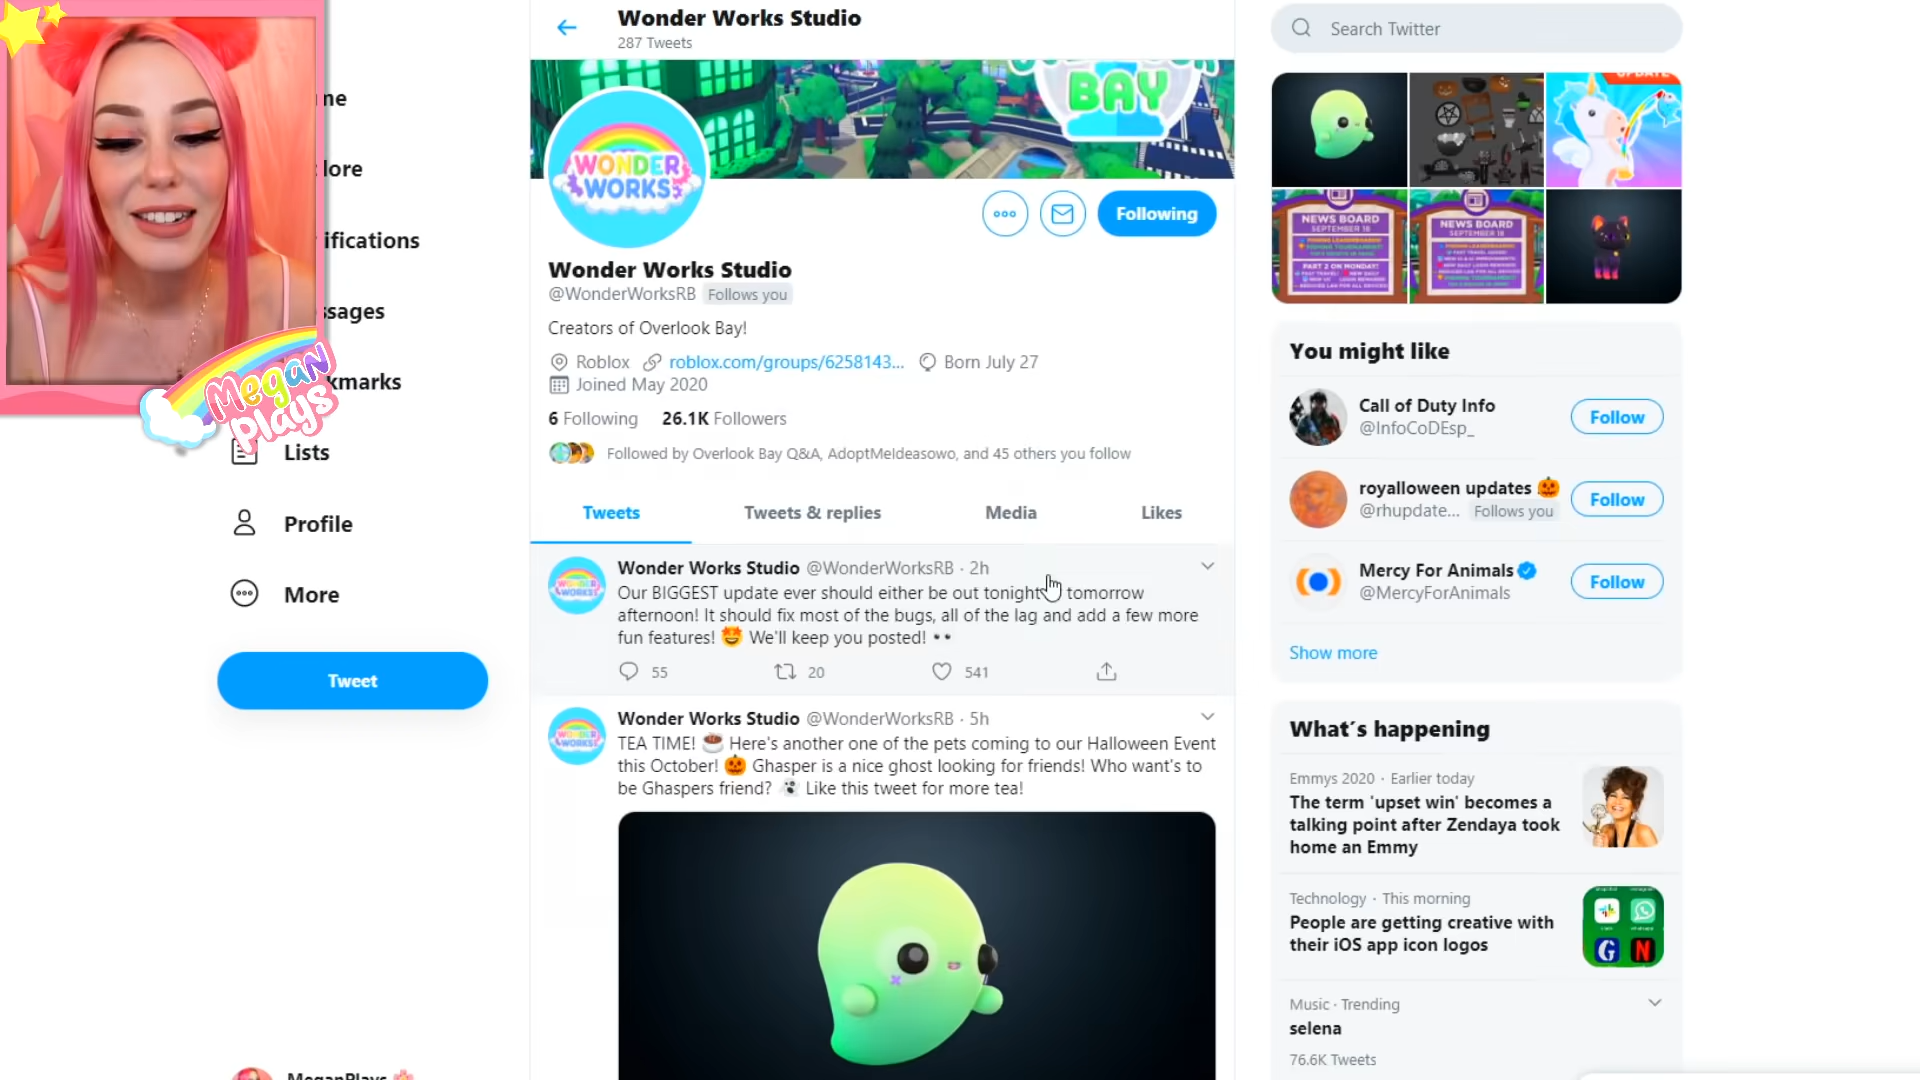 Wonder Works Studio
287 Tweets
BAY
WONDER
WORKS
Following
Wonder Works Studio
@WonderWorksRB Follows you
Creators of Overlook Bay!
Roblox roblox.com/groups/6258143... Born July 27
Joined May 2020
6 Following 26.1K Followers
Followed by Overlook Bay Q&A, AdoptMeIdeasowo, and 45 others you follow
Tweets Tweets & replies Media Likes
Wonder Works Studio @WonderWorksRB · 2h
Our BIGGEST update ever should either be out tonight tomorrow
afternoon! It should fix most of the bugs, all of the lag and add a few more
fun features! 🤩 We'll keep you posted! 👀
55 20 541
Wonder Works Studio @WonderWorksRB · 5h
TEA TIME! ☕ Here's another one of the pets coming to our Halloween Event
this October! 🎃 Ghasper is a nice ghost looking for friends! Who want's to
be Ghaspers friend? 👻 Like this tweet for more tea!
me
lore
ifications
ssages
kmarks
Lists
Profile
More
Tweet
MeganPlays 🌸
Megan
Plays
Search Twitter
UPDATE
NEWS BOARD
SEPTEMBER 18
PART 2 ON MONDAY!
NEWS BOARD
SEPTEMBER 18
You might like
Call of Duty Info
@InfoCoDEsp_
Follow
royalloween updates 🎃
@rhupdate... Follows you
Follow
Mercy For Animals
@MercyForAnimals
Follow
Show more
What´s happening
Emmys 2020 · Earlier today
The term 'upset win' becomes a
talking point after Zendaya took
home an Emmy
Technology · This morning
People are getting creative with
their iOS app icon logos
Music · Trending
selena
76.6K Tweets